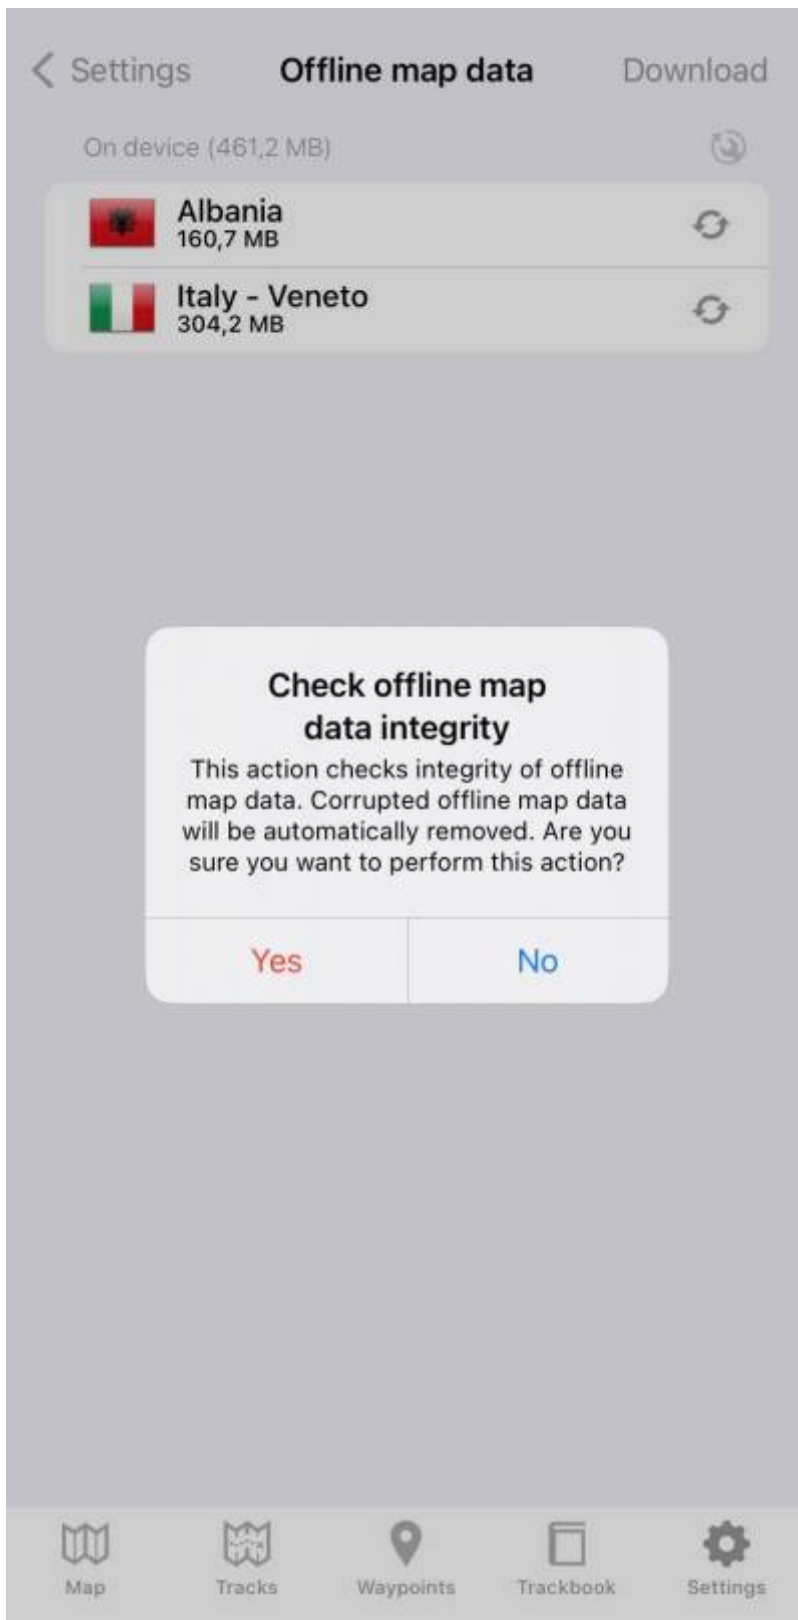 Settings
Offline map data
Download
On device (461,2 MB)
Albania
160,7 MB
Italy - Veneto
304,2 MB
Check offline map
data integrity
This action checks integrity of offline
map data. Corrupted offline map data
will be automatically removed. Are you
sure you want to perform this action?
Yes
No
Map
Tracks
Waypoints
Trackbook
Settings